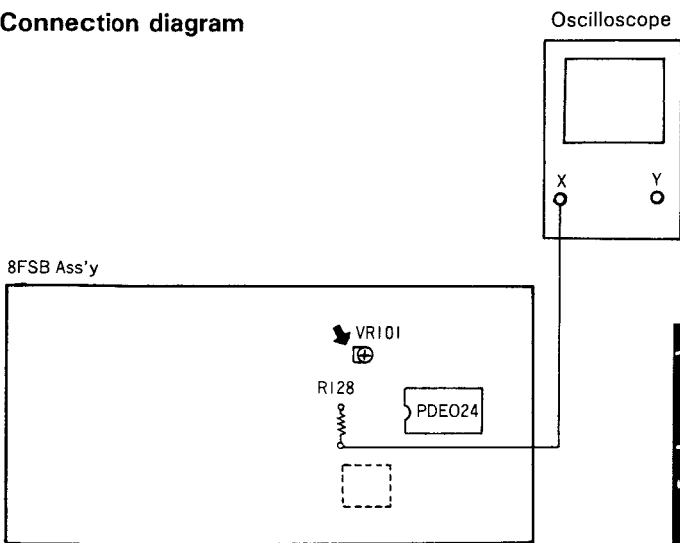 Connection diagram
Oscilloscope
X
Y
8FSB Ass'y
VR101
R128
PDE024